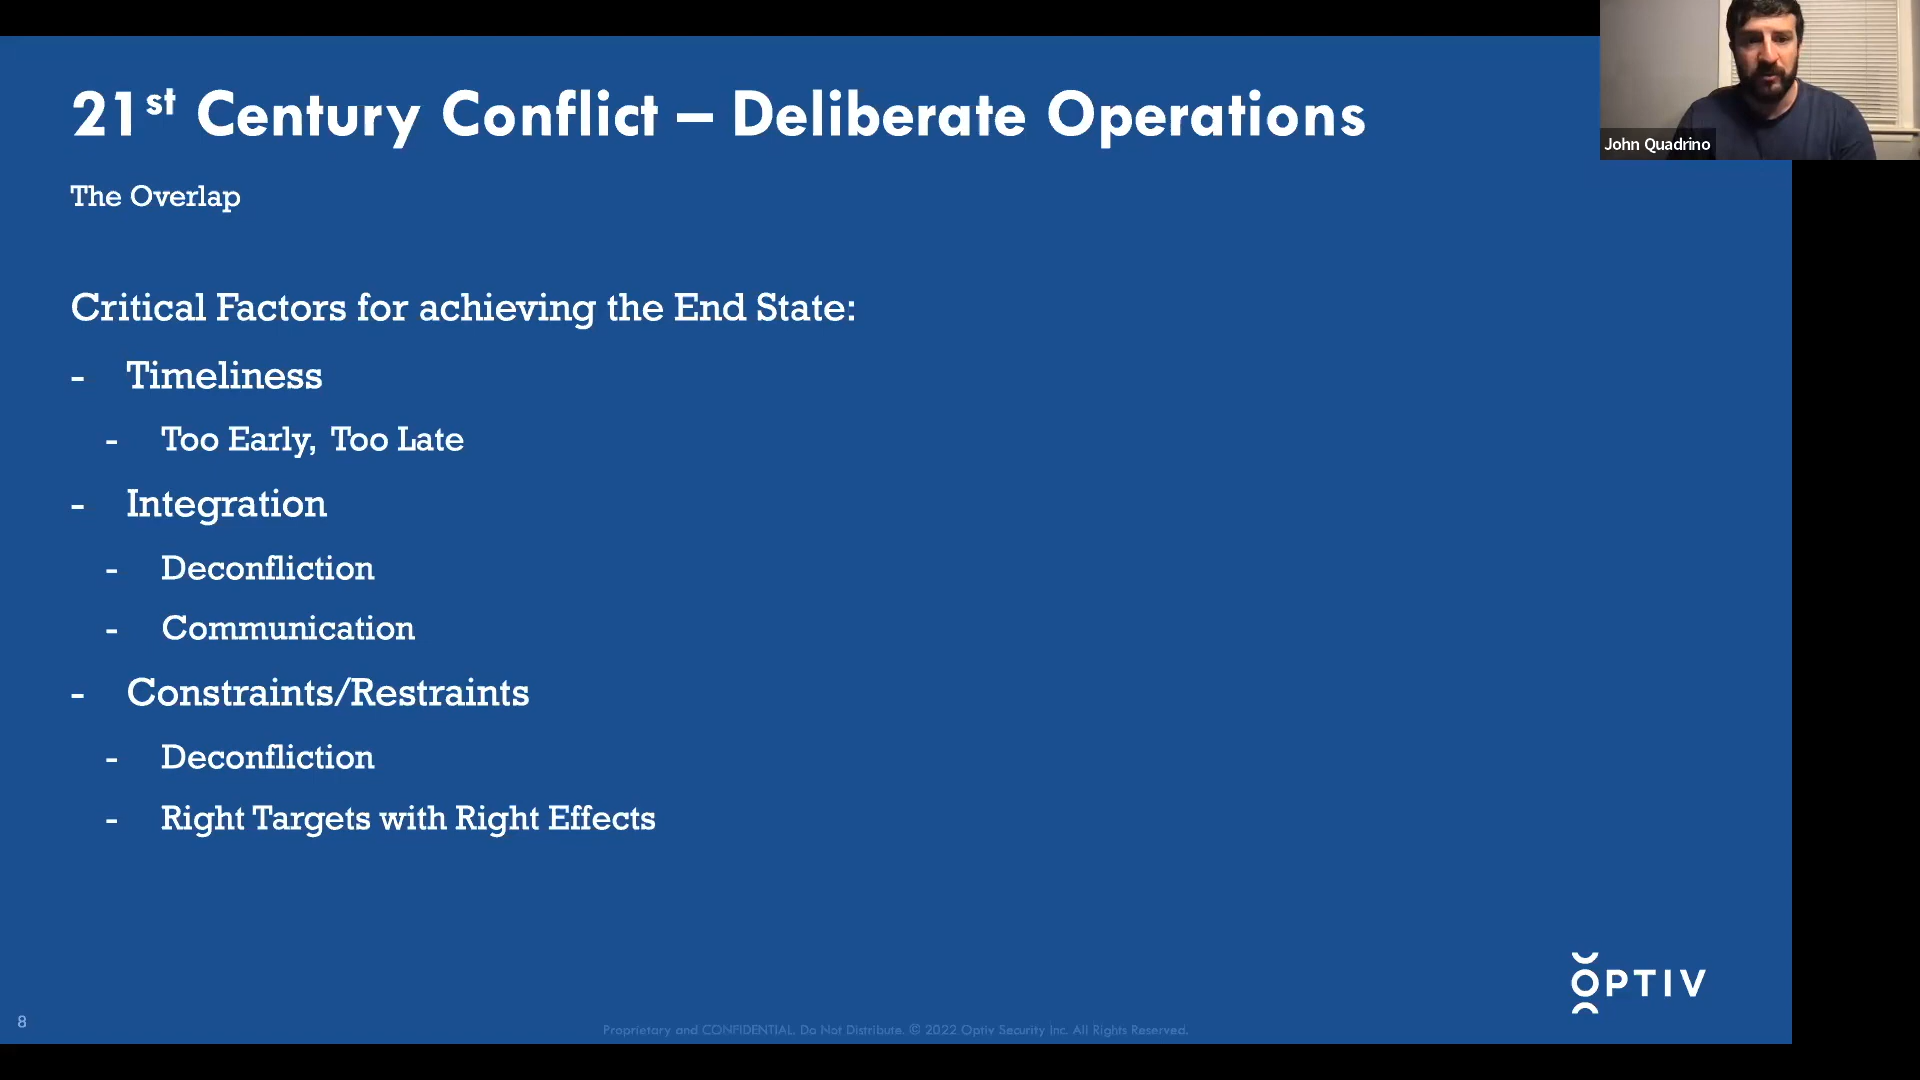 21st Century Conflict – Deliberate Operations
John Quadrino
The Overlap
Critical Factors for achieving the End State:
- Timeliness
- Too Early, Too Late
- Integration
- Deconfliction
- Communication
- Constraints/Restraints
- Deconfliction
- Right Targets with Right Effects
OPTIV
8
Proprietary and CONFIDENTIAL. Do Not Distribute. © 2022 Optiv Security Inc. All Rights Reserved.